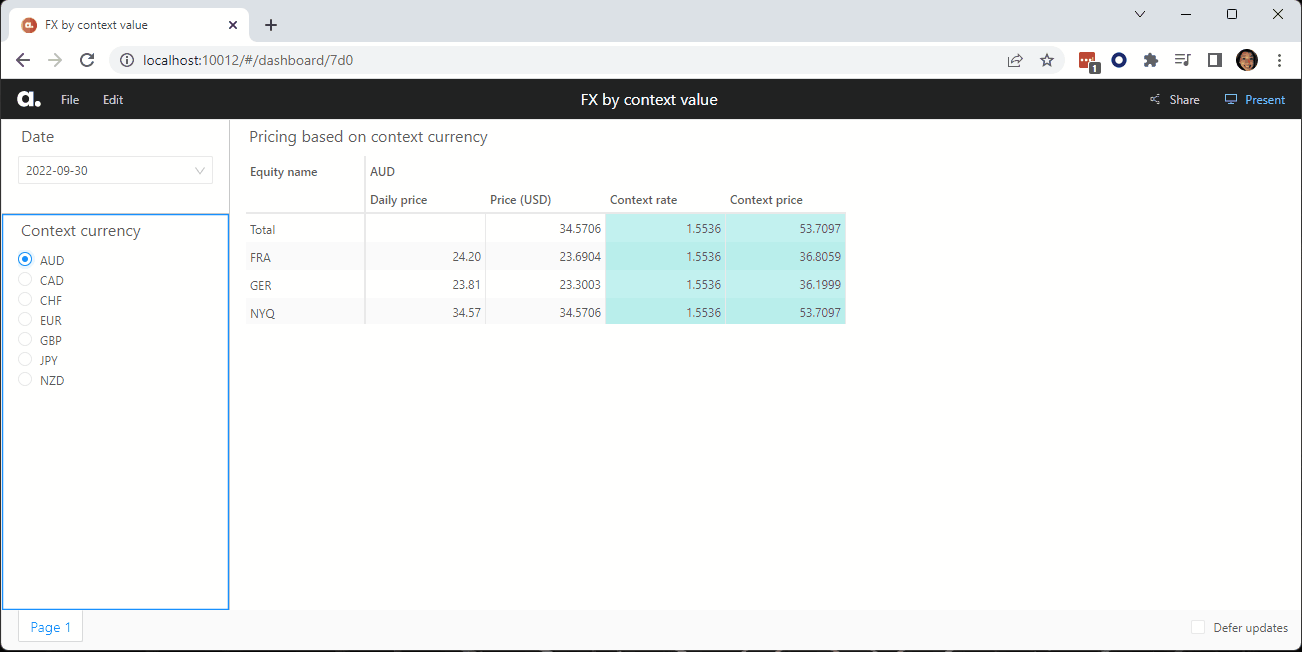 FX by context value
localhost:10012/#/dashboard/7d0
1
a. File Edit FX by context value Share Present
Date
2022-09-30
Context currency
AUD
CAD
CHF
EUR
GBP
JPY
NZD
Pricing based on context currency
Equity name AUD
Daily price Price (USD) Context rate Context price
Total 34.5706 1.5536 53.7097
FRA 24.20 23.6904 1.5536 36.8059
GER 23.81 23.3003 1.5536 36.1999
NYQ 34.57 34.5706 1.5536 53.7097
Page 1 Defer updates